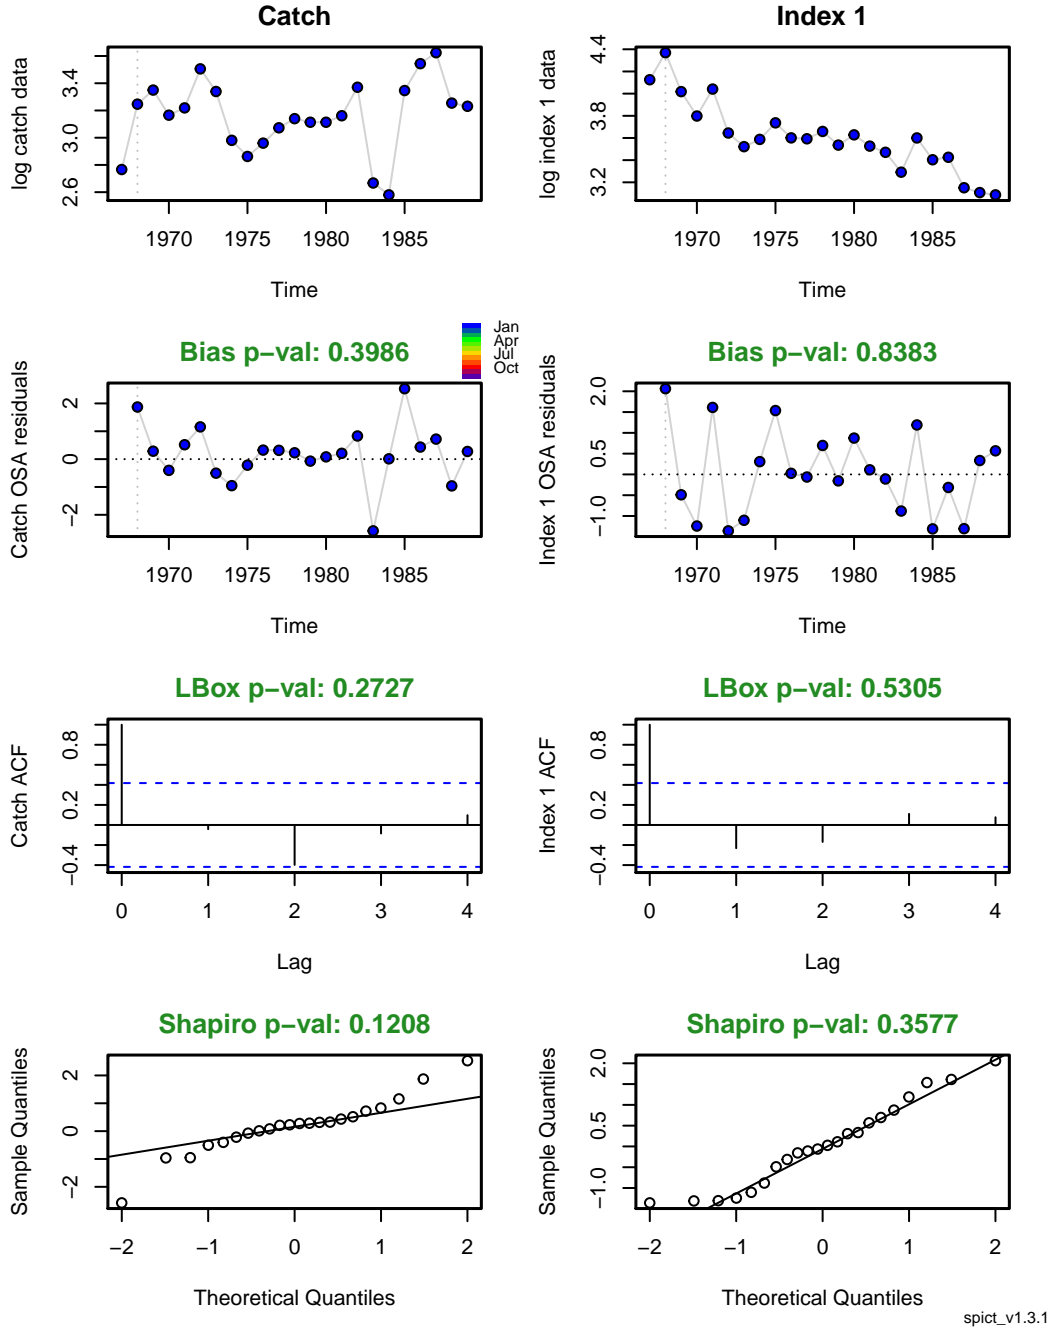 Catch
log catch data
2.6 3.0 3.4
1970 1975 1980 1985
Time
Index 1
log index 1 data
3.2 3.8 4.4
1970 1975 1980 1985
Time
Bias p−val: 0.3986
Jan
Apr
Jul
Oct
Catch OSA residuals
−2 0 2
1970 1975 1980 1985
Time
Bias p−val: 0.8383
Index 1 OSA residuals
−1.0 0.5 2.0
1970 1975 1980 1985
Time
LBox p−val: 0.2727
Catch ACF
−0.4 0.2 0.8
0 1 2 3 4
Lag
LBox p−val: 0.5305
Index 1 ACF
−0.4 0.2 0.8
0 1 2 3 4
Lag
Shapiro p−val: 0.1208
Sample Quantiles
−2 0 2
−2 −1 0 1 2
Theoretical Quantiles
Shapiro p−val: 0.3577
Sample Quantiles
−1.0 0.5 2.0
−2 −1 0 1 2
Theoretical Quantiles
spict_v1.3.1